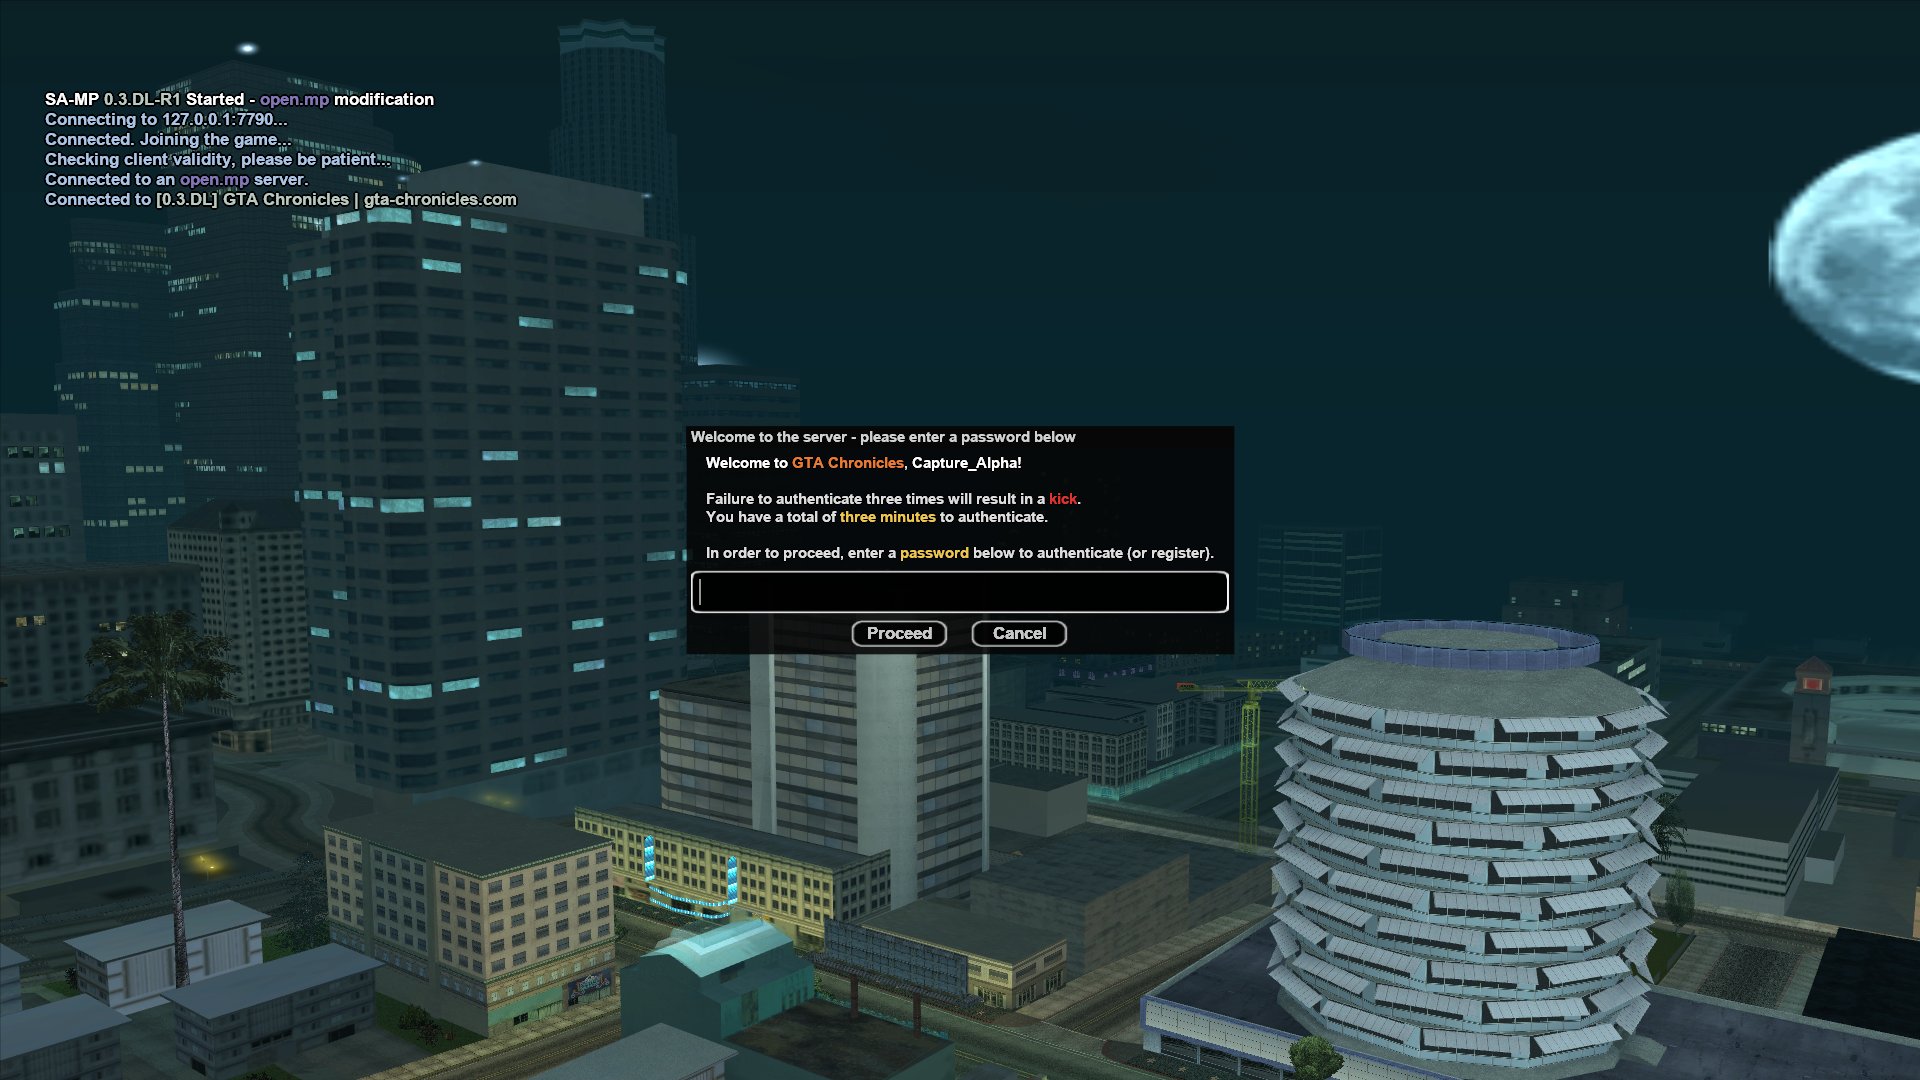 SA-MP 0.3.DL-R1 Started - open.mp modification
Connecting to 127.0.0.1:7790...
Connected. Joining the game...
Checking client validity, please be patient...
Connected to an open.mp server.
Connected to [0.3.DL] GTA Chronicles | gta-chronicles.com
Welcome to the server - please enter a password below
Welcome to GTA Chronicles, Capture_Alpha!
Failure to authenticate three times will result in a kick.
You have a total of three minutes to authenticate.
In order to proceed, enter a password below to authenticate (or register).
Proceed
Cancel